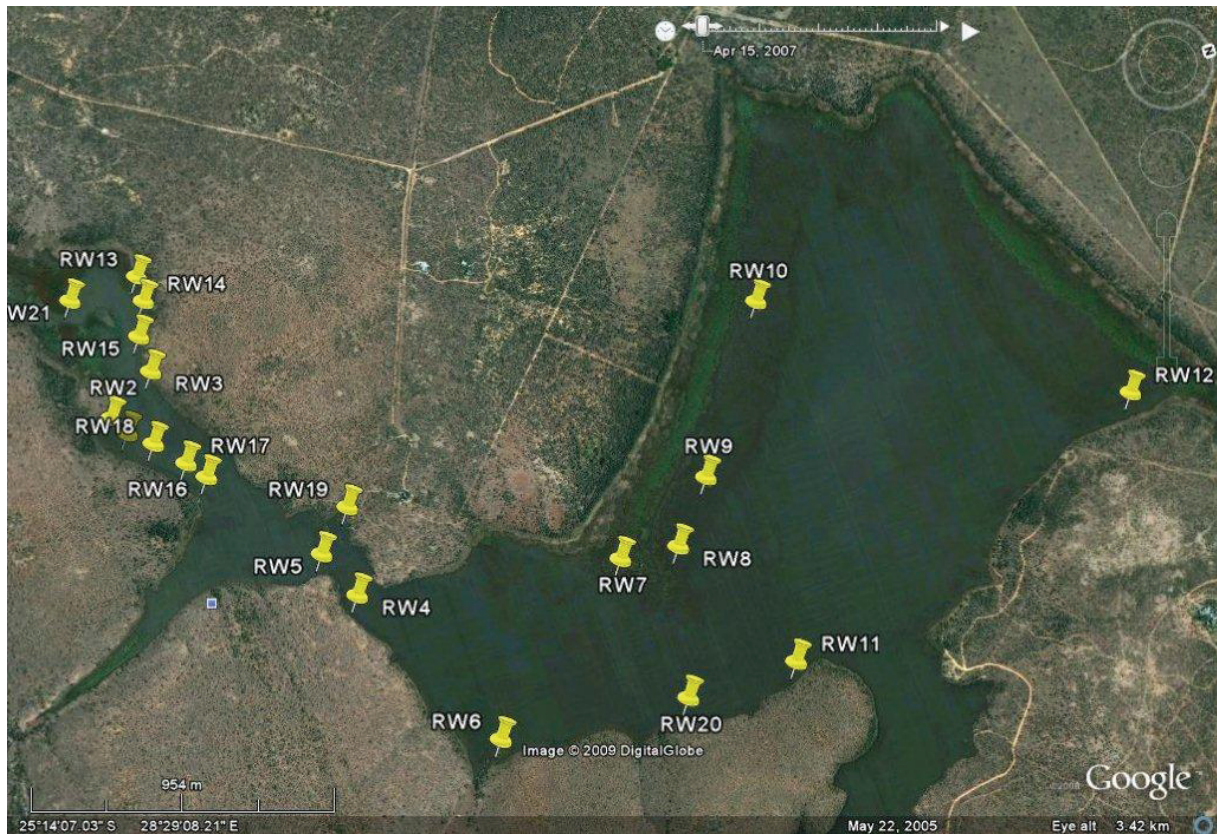 Apr 15, 2007
RW13
RW14
W21
RW15
RW3
RW2
RW18
RW17
RW16
RW19
RW5
RW4
RW10
RW12
RW9
RW8
RW7
RW11
RW6
RW20
Image © 2009 DigitalGlobe
954 m
Google
25°14'07.03" S 28°29'08.21" E
May 22, 2005
Eye alt 3.42 km